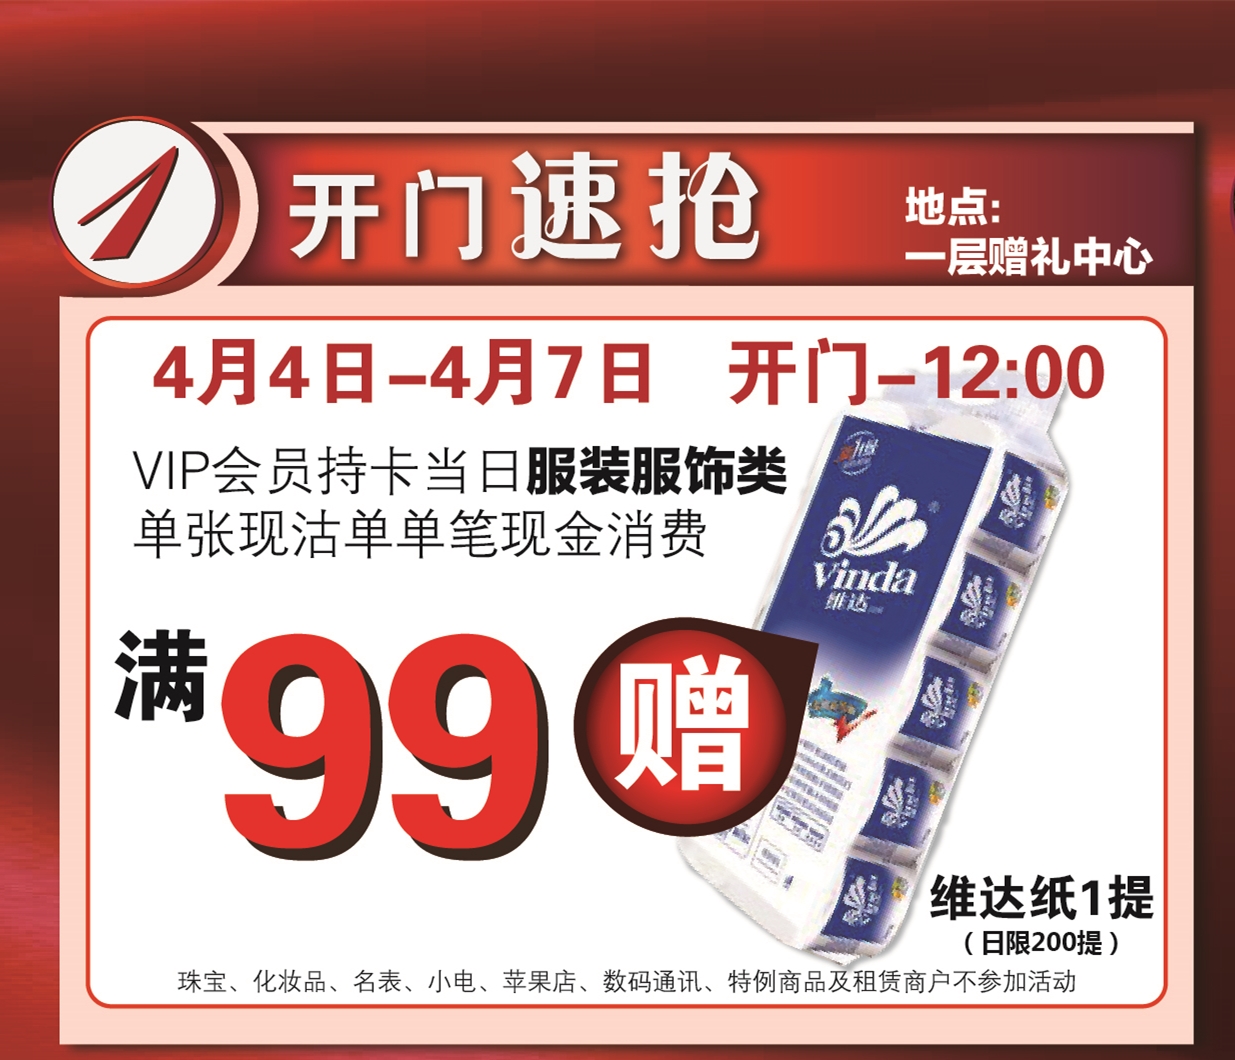 1
开门速抢
地点:
一层赠礼中心
4月4日-4月7日 开门-12:00
VIP会员持卡当日服装服饰类
单张现沽单单笔现金消费
满99赠
Vinda
维达
维达纸1提
(日限200提)
珠宝、化妆品、名表、小电、苹果店、数码通讯、特例商品及租赁商户不参加活动